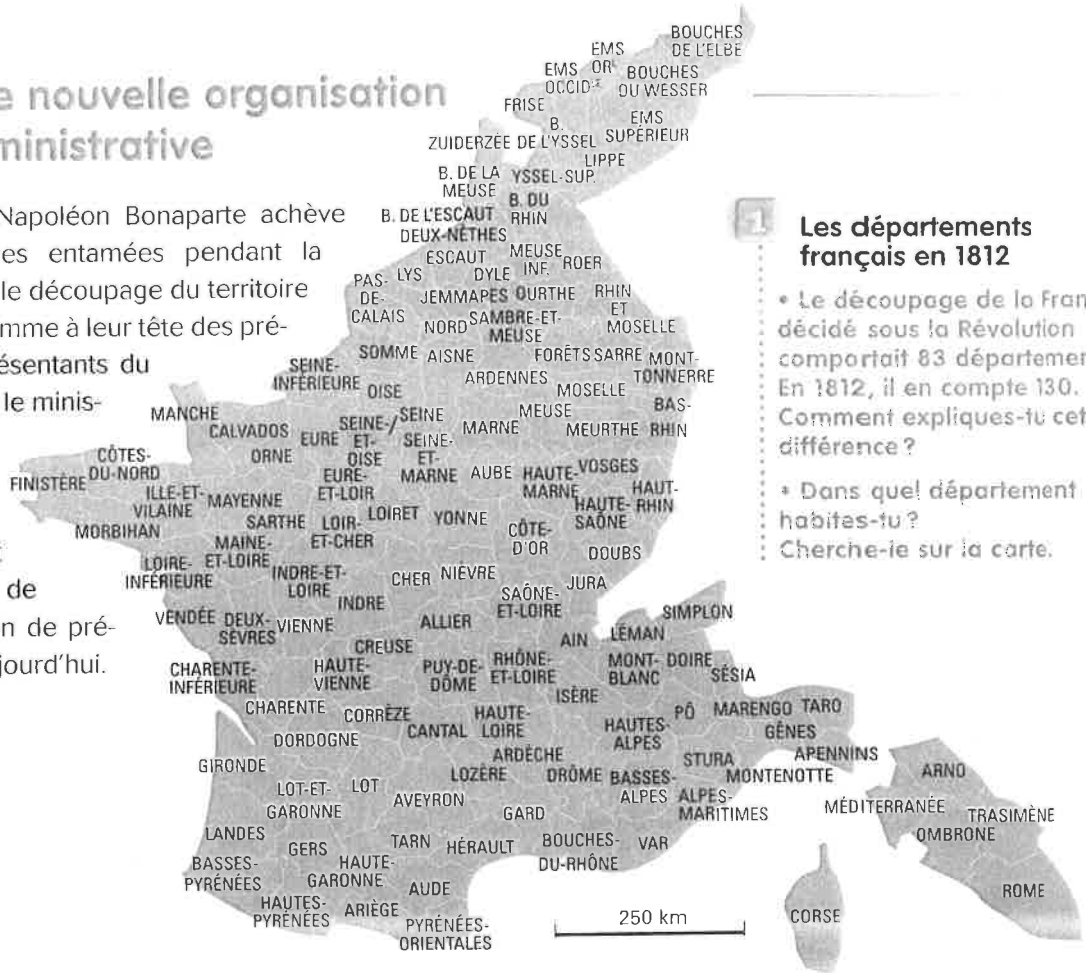 e nouvelle organisation
ministrative
Napoléon Bonaparte achève
es entamées pendant la
le découpage du territoire
omme à leur tête des pré-
ésentants du
le minis-
de
n de pré-
jourd'hui.
1
Les départements
français en 1812
• Le découpage de la Fran
décidé sous la Révolution
comportait 83 départemen
En 1812, il en compte 130.
Comment expliques-tu cet
différence ?
• Dans quel département
habites-tu ?
Cherche-le sur la carte.
BOUCHES
DE L'ELBE
EMS
OR.
EMS
OCCID.
BOUCHES
DU WESSER
FRISE
EMS
SUPÉRIEUR
ZUIDERZÉE
B.
DE L'YSSEL
LIPPE
B. DE LA
MEUSE
YSSEL-SUP.
B. DU
RHIN
B. DE L'ESCAUT
DEUX-NÈTHES
ESCAUT
MEUSE
INF.
ROER
PAS-
DE-
CALAIS
LYS
DYLE
JEMMAPES
OURTHE
RHIN
ET
MOSELLE
NORD
SAMBRE-ET-
MEUSE
SOMME
AISNE
FORÊTS
SARRE
MONT-
TONNERRE
SEINE-
INFÉRIEURE
OISE
ARDENNES
MOSELLE
MANCHE
CALVADOS
EURE
SEINE-
ET-
OISE
SEINE
SEINE-
ET-
MARNE
MARNE
MEUSE
MEURTHE
BAS-
RHIN
ORNE
CÔTES-
DU-NORD
FINISTÈRE
ILLE-ET-
VILAINE
MAYENNE
EURE-
ET-LOIR
AUBE
HAUTE-
MARNE
VOSGES
HAUT-
RHIN
MORBIHAN
SARTHE
LOIR-
ET-CHER
LOIRET
YONNE
HAUTE-
SAÔNE
CÔTE-
D'OR
DOUBS
LOIRE-
INFÉRIEURE
MAINE-
ET-LOIRE
INDRE-ET-
LOIRE
CHER
NIÈVRE
JURA
INDRE
SAÔNE-
ET-LOIRE
VENDÉE
DEUX-
SÈVRES
VIENNE
ALLIER
SIMPLON
CREUSE
AIN
LÉMAN
CHARENTE-
INFÉRIEURE
HAUTE-
VIENNE
PUY-DE-
DÔME
RHÔNE-
ET-LOIRE
MONT-
BLANC
DOIRE
SÉSIA
ISÈRE
CHARENTE
CORRÈZE
CANTAL
HAUTE-
LOIRE
HAUTES-
ALPES
PÔ
MARENGO
TARO
GÊNES
DORDOGNE
ARDÈCHE
STURA
APENNINS
GIRONDE
LOZÈRE
DRÔME
BASSES-
ALPES
MONTENOTTE
ARNO
LOT-ET-
GARONNE
LOT
AVEYRON
GARD
ALPES-
MARITIMES
MÉDITERRANÉE
TRASIMÈNE
OMBRONE
LANDES
GERS
TARN
HÉRAULT
BOUCHES-
DU-RHÔNE
VAR
BASSES-
PYRÉNÉES
HAUTE-
GARONNE
AUDE
ROME
HAUTES-
PYRÉNÉES
ARIÈGE
PYRÉNÉES-
ORIENTALES
250 km
CORSE